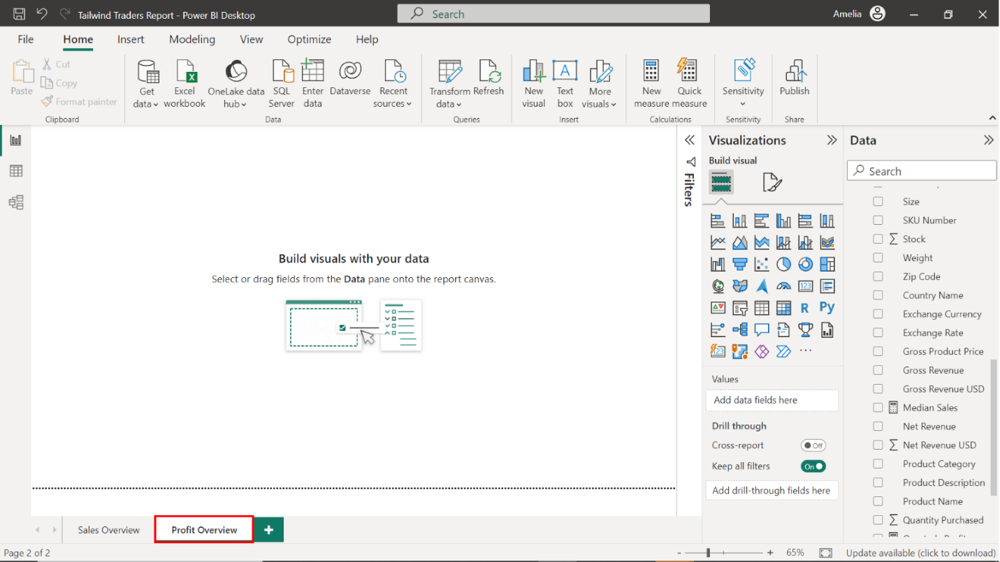 Tailwind Traders Report - Power BI Desktop
Search
Amelia
File Home Insert Modeling View Optimize Help
Paste
Cut
Copy
Format painter
Clipboard
Get data
Excel workbook
OneLake data hub
SQL Server
Enter data
Dataverse
Recent sources
Data
Transform data
Refresh
Queries
New visual
Text box
More visuals
Insert
New measure
Quick measure
Calculations
Sensitivity
Sensitivity
Publish
Share
Build visuals with your data
Select or drag fields from the Data pane onto the report canvas.
Filters
Visualizations
Build visual
123
R
Py
123
Values
Add data fields here
Drill through
Cross-report
Off
Keep all filters
On
Add drill-through fields here
Data
Search
Size
SKU Number
Stock
Weight
Zip Code
Country Name
Exchange Currency
Exchange Rate
Gross Product Price
Gross Revenue
Gross Revenue USD
Median Sales
Net Revenue
Net Revenue USD
Product Category
Product Description
Product Name
Quantity Purchased
Sales Overview
Profit Overview
Page 2 of 2
65%
Update available (click to download)